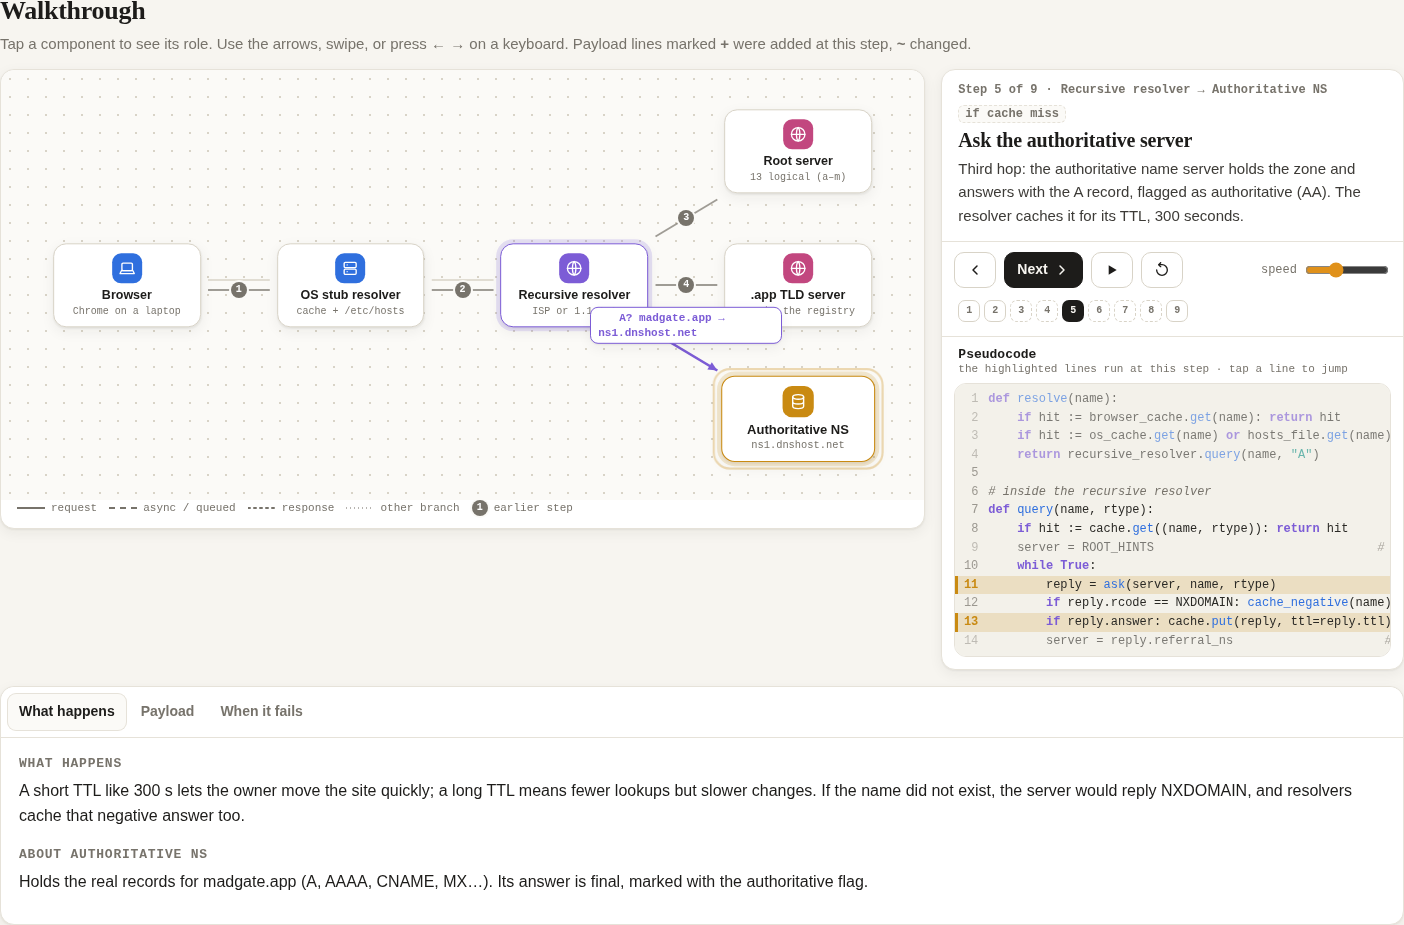 Walkthrough
Tap a component to see its role. Use the arrows, swipe, or press ← → on a keyboard. Payload lines marked + were added at this step, ~ changed.
Root server
13 logical (a–m)
3
Browser
Chrome on a laptop
1
OS stub resolver
cache + /etc/hosts
2
Recursive resolver
ISP or 1.1
4
.app TLD server
the registry
A? madgate.app →
ns1.dnshost.net
Authoritative NS
ns1.dnshost.net
request
async / queued
response
other branch
1 earlier step
Step 5 of 9 · Recursive resolver → Authoritative NS
if cache miss
Ask the authoritative server
Third hop: the authoritative name server holds the zone and
answers with the A record, flagged as authoritative (AA). The
resolver caches it for its TTL, 300 seconds.
Next
speed
1 2 3 4 5 6 7 8 9
Pseudocode
the highlighted lines run at this step · tap a line to jump
1 def resolve(name):
2     if hit := browser_cache.get(name): return hit
3     if hit := os_cache.get(name) or hosts_file.get(name)
4     return recursive_resolver.query(name, "A")
5
6 # inside the recursive resolver
7 def query(name, rtype):
8     if hit := cache.get((name, rtype)): return hit
9     server = ROOT_HINTS #
10     while True:
11         reply = ask(server, name, rtype)
12         if reply.rcode == NXDOMAIN: cache_negative(name)
13         if reply.answer: cache.put(reply, ttl=reply.ttl)
14         server = reply.referral_ns #
What happens
Payload
When it fails
WHAT HAPPENS
A short TTL like 300 s lets the owner move the site quickly; a long TTL means fewer lookups but slower changes. If the name did not exist, the server would reply NXDOMAIN, and resolvers
cache that negative answer too.
ABOUT AUTHORITATIVE NS
Holds the real records for madgate.app (A, AAAA, CNAME, MX…). Its answer is final, marked with the authoritative flag.